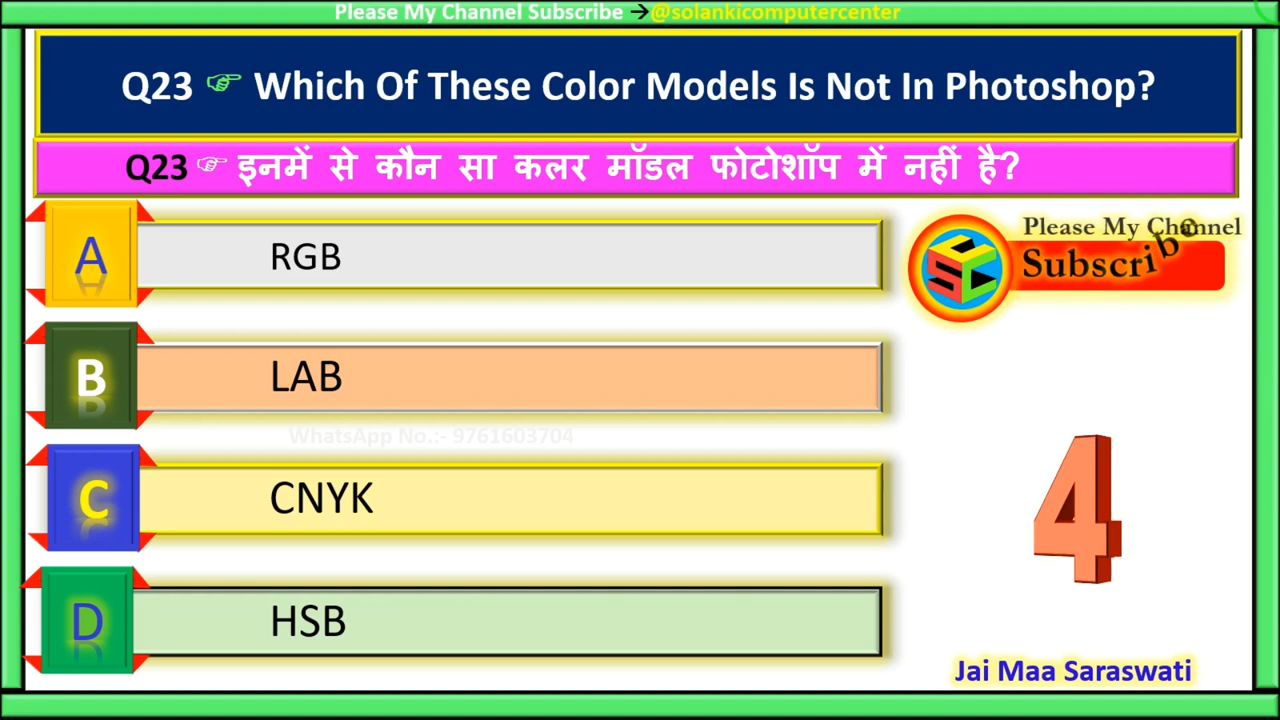 Please My Channel Subscribe →@solankicomputercenter
Q23 ☞ Which Of These Color Models Is Not In Photoshop?
Q23 ☞ इनमें से कौन सा कलर मॉडल फोटोशॉप में नहीं है?
A RGB
Please My Channel
Subscribe
SCC
B LAB
WhatsApp No.:- 9761603704
C CNYK
4
D HSB
Jai Maa Saraswati